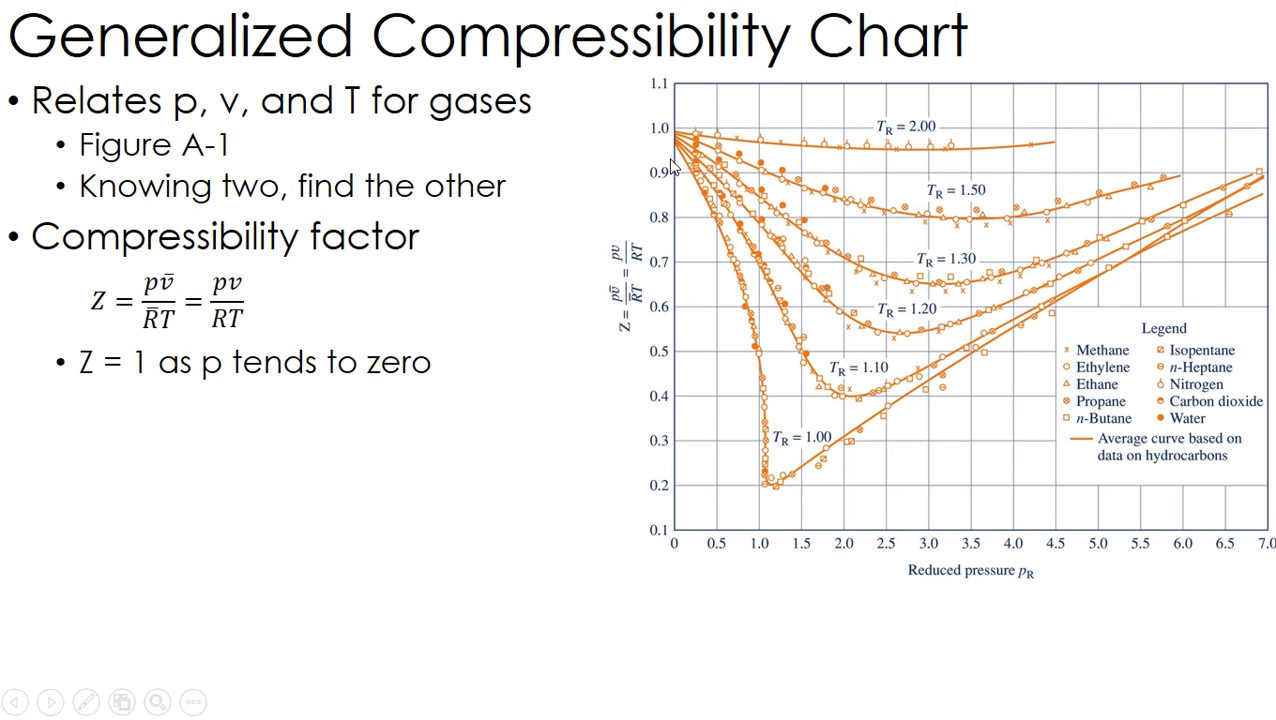 Generalized Compressibility Chart
• Relates p, v, and T for gases
• Figure A-1
• Knowing two, find the other
• Compressibility factor
Z = pv̄/R̄T = pv/RT
• Z = 1 as p tends to zero
1.1
1.0
0.9
0.8
0.7
0.6
0.5
0.4
0.3
0.2
0.1
Z = pv̄/R̄T = pv/RT
T_R = 2.00
T_R = 1.50
T_R = 1.30
T_R = 1.20
T_R = 1.10
T_R = 1.00
Legend
× Methane
○ Ethylene
△ Ethane
⊗ Propane
□ n-Butane
Isopentane
⊖ n-Heptane
Nitrogen
Carbon dioxide
● Water
Average curve based on
data on hydrocarbons
0 0.5 1.0 1.5 2.0 2.5 3.0 3.5 4.0 4.5 5.5 5.5 6.0 6.5 7.0
Reduced pressure p_R